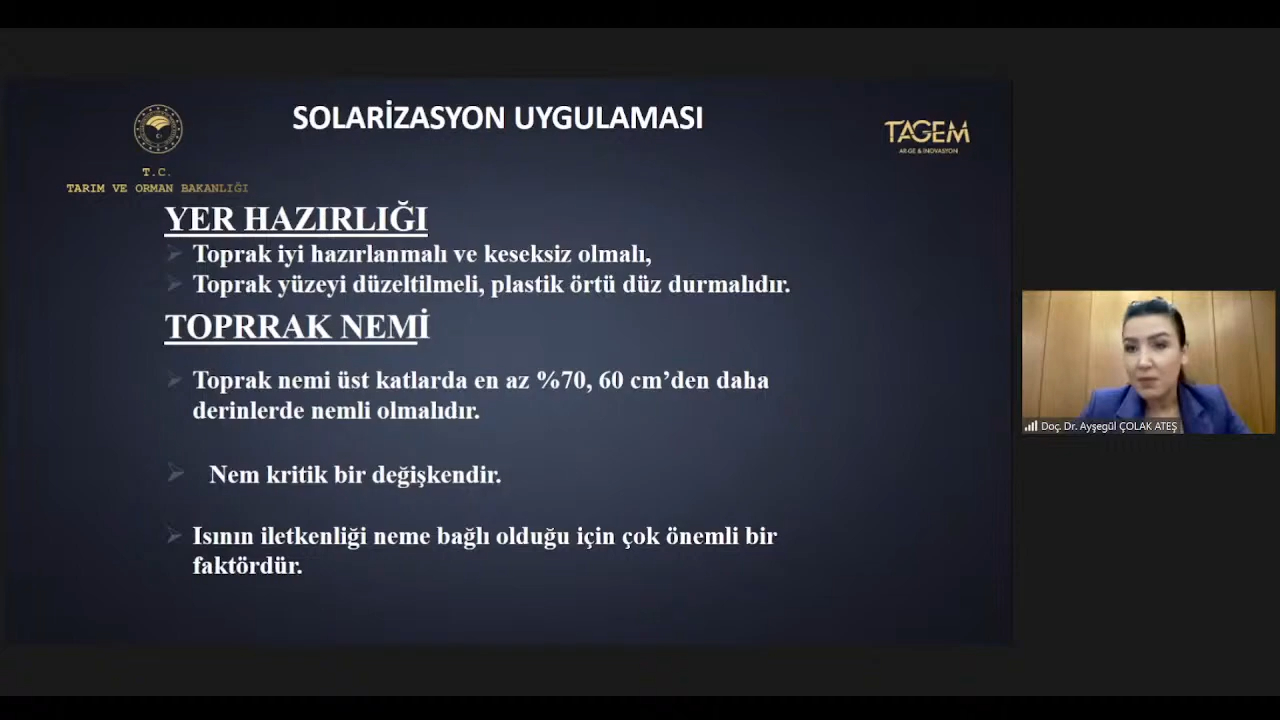 SOLARİZASYON UYGULAMASI
TAGEM
AR-GE & İNOVASYON
T.C.
TARIM VE ORMAN BAKANLIĞI
YER HAZIRLIĞI
Toprak iyi hazırlanmalı ve keseksiz olmalı,
Toprak yüzeyi düzeltilmeli, plastik örtü düz durmalıdır.
TOPRRAK NEMİ
Toprak nemi üst katlarda en az %70, 60 cm’den daha
derinlerde nemli olmalıdır.
Nem kritik bir değişkendir.
Isının iletkenliği neme bağlı olduğu için çok önemli bir
faktördür.
Doç. Dr. Ayşegül ÇOLAK ATEŞ